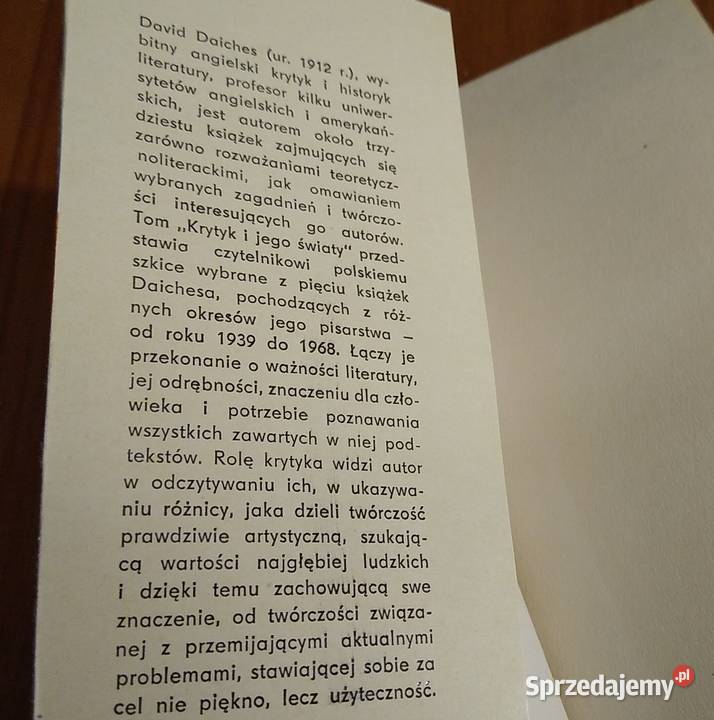 David Daiches (ur. 1912 r.), wy-
bitny angielski krytyk i historyk
literatury, profesor kilku uniwer-
sytetów angielskich i amerykań-
skich, jest autorem około trzy-
dziestu książek zajmujących się
zarówno rozważaniami teoretycz-
noliterackimi, jak omawianiem
wybranych zagadnień i twórczo-
ści interesujących go autorów.
Tom „Krytyk i jego światy" przed-
stawia czytelnikowi polskiemu
szkice wybrane z pięciu książek
Daichesa, pochodzących z róż-
nych okresów jego pisarstwa –
od roku 1939 do 1968. Łączy je
przekonanie o ważności literatury,
jej odrębności, znaczeniu dla czło-
wieka i potrzebie poznawania
wszystkich zawartych w niej pod-
tekstów. Rolę krytyka widzi autor
w odczytywaniu ich, w ukazywa-
niu różnicy, jaka dzieli twórczość
prawdziwie artystyczną, szukają-
cą wartości najgłębiej ludzkich
i dzięki temu zachowującą swe
znaczenie, od twórczości związa-
nej z przemijającymi aktualnymi
problemami, stawiającej sobie za
cel nie piękno, lecz użyteczność.
Sprzedajemy.pl